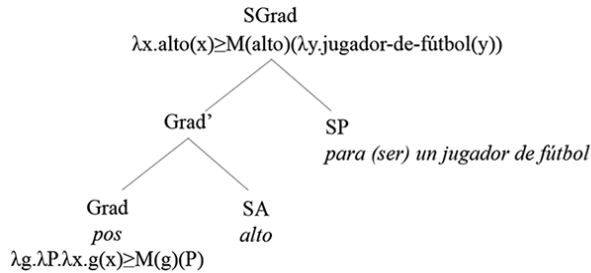 SGrad
λx.alto(x)≥M(alto)(λy.jugador-de-fútbol(y))
Grad’ SP
para (ser) un jugador de fútbol
Grad SA
pos alto
λg.λP.λx.g(x)≥M(g)(P)